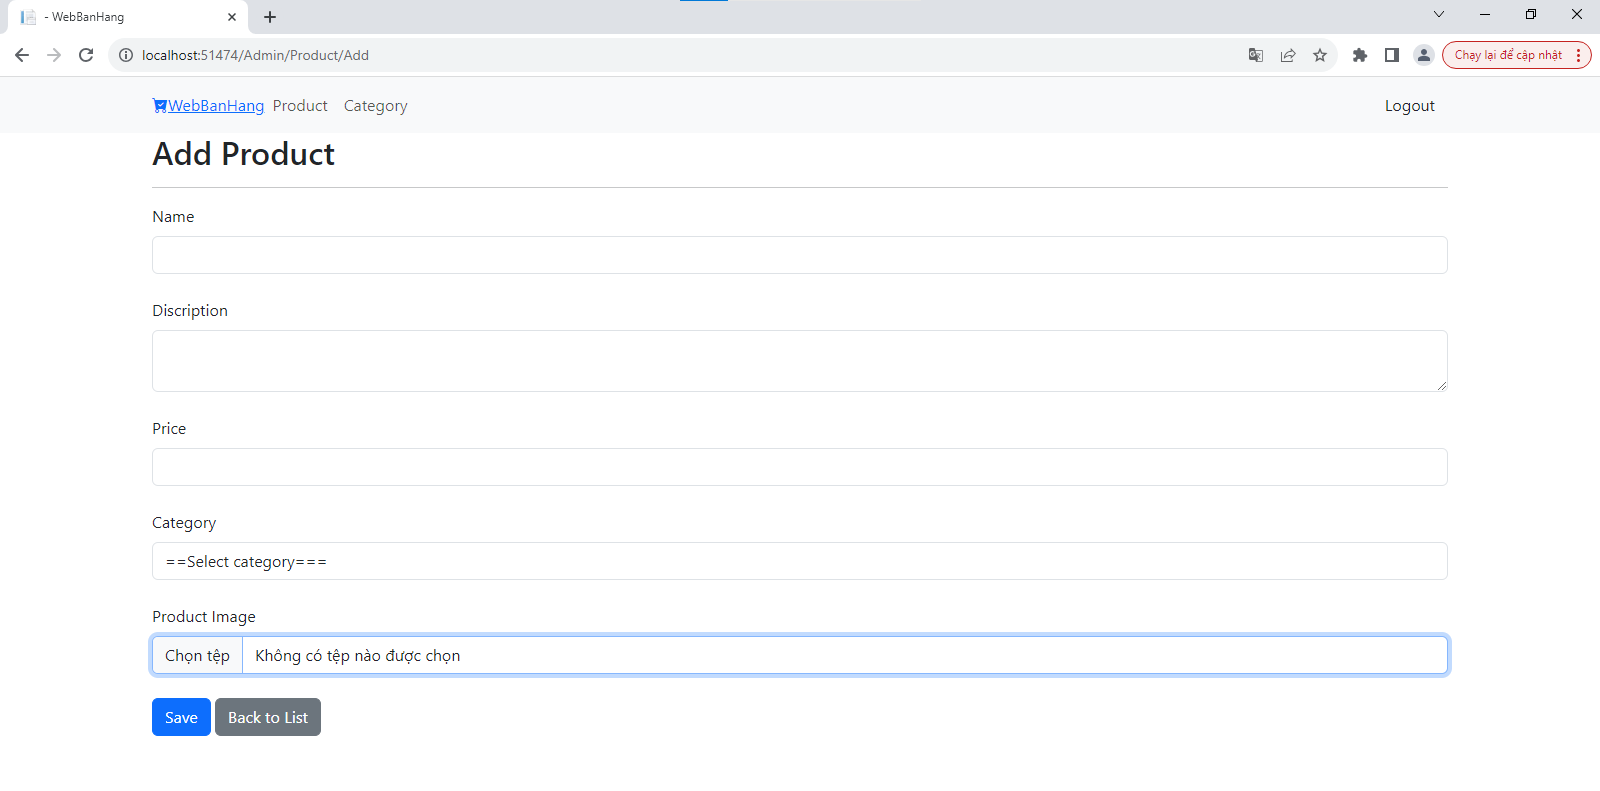 - WebBanHang
localhost:51474/Admin/Product/Add
Chạy lại để cập nhật
WebBanHang Product Category Logout
Add Product
Name
Discription
Price
Category
==Select category===
Product Image
Chọn tệp Không có tệp nào được chọn
Save Back to List